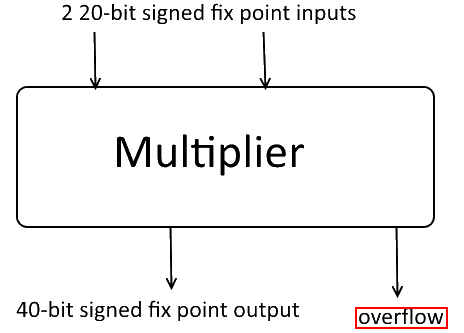 2 20-bit signed fix point inputs
Multiplier
40-bit signed fix point output
overflow